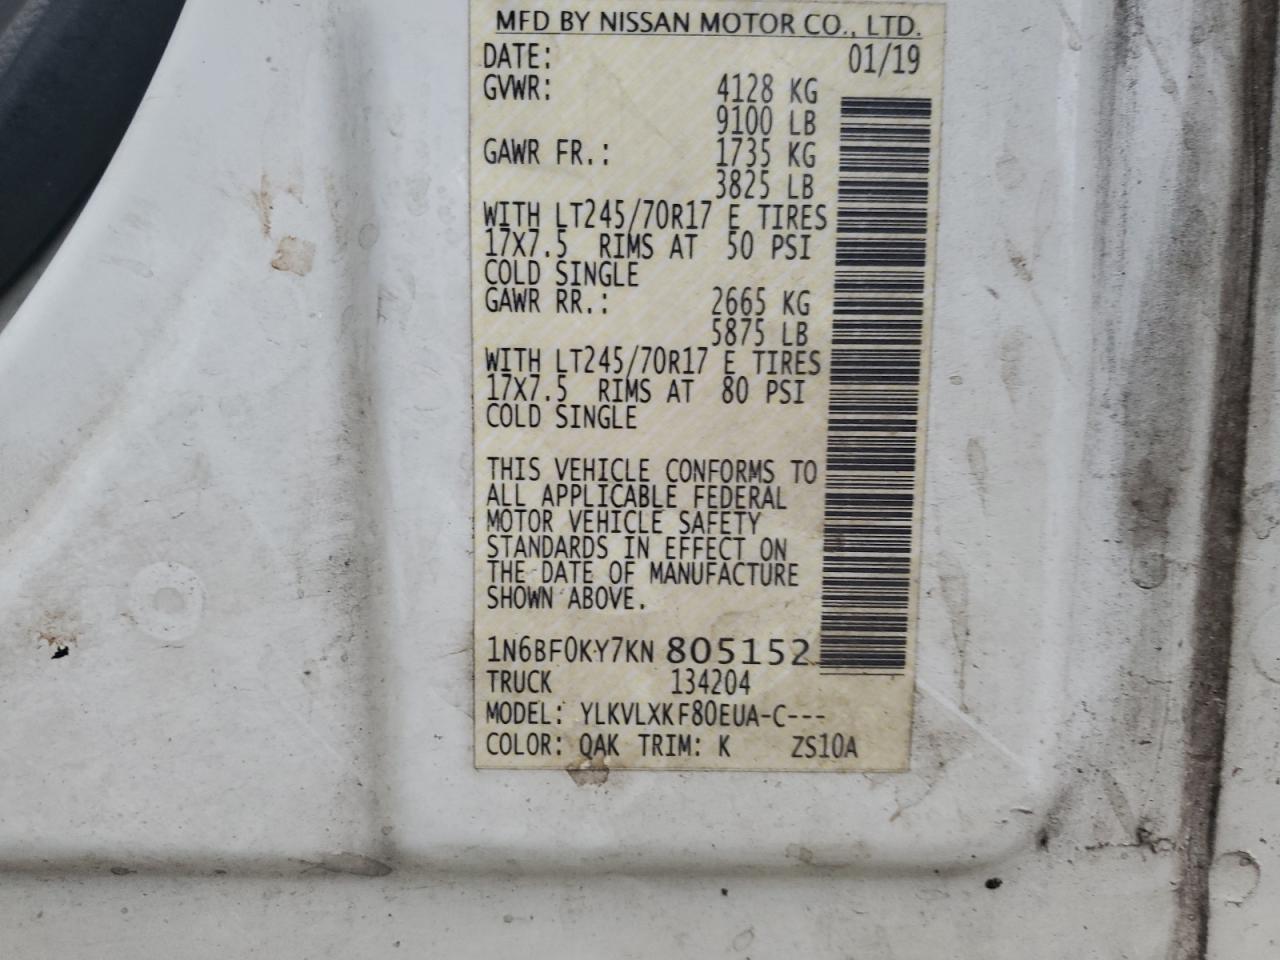 MFD BY NISSAN MOTOR CO., LTD.
DATE: 01/19
GVWR: 4128 KG
9100 LB
GAWR FR.: 1735 KG
3825 LB
WITH LT245/70R17 E TIRES
17X7.5 RIMS AT 50 PSI
COLD SINGLE
GAWR RR.: 2665 KG
5875 LB
WITH LT245/70R17 E TIRES
17X7.5 RIMS AT 80 PSI
COLD SINGLE
THIS VEHICLE CONFORMS TO
ALL APPLICABLE FEDERAL
MOTOR VEHICLE SAFETY
STANDARDS IN EFFECT ON
THE DATE OF MANUFACTURE
SHOWN ABOVE.
1N6BF0KY7KN 805152
TRUCK 134204
MODEL: YLKVLXKF80EUA-C---
COLOR: QAK TRIM: K ZS10A